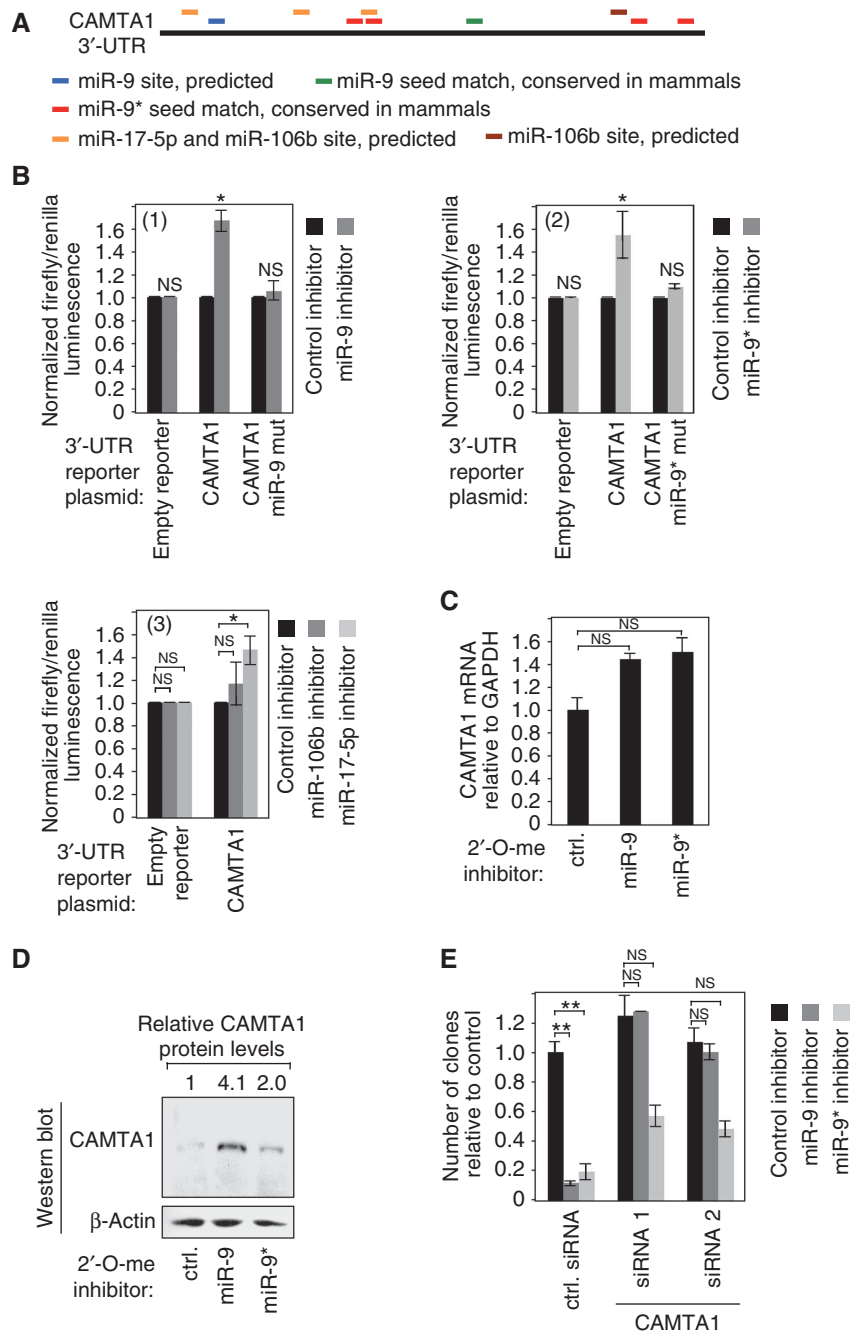 A
CAMTA1
3′-UTR
miR-9 site, predicted
miR-9 seed match, conserved in mammals
miR-9* seed match, conserved in mammals
miR-17-5p and miR-106b site, predicted
miR-106b site, predicted
B
(1)
Normalized firefly/renilla
luminescence
1.6
1.4
1.2
1.0
0.8
0.6
0.4
0.2
0
NS
*
NS
Control inhibitor
miR-9 inhibitor
3′-UTR
reporter
plasmid:
Empty reporter
CAMTA1
CAMTA1
miR-9 mut
(2)
Normalized firefly/renilla
luminescence
1.6
1.4
1.2
1.0
0.8
0.6
0.4
0.2
0
NS
*
NS
Control inhibitor
miR-9* inhibitor
3′-UTR
reporter
plasmid:
Empty reporter
CAMTA1
CAMTA1
miR-9* mut
(3)
Normalized firefly/renilla
luminescence
1.6
1.4
1.2
1.0
0.8
0.6
0.4
0.2
0
NS
NS
*
NS
Control inhibitor
miR-106b inhibitor
miR-17-5p inhibitor
3′-UTR
reporter
plasmid:
Empty
reporter
CAMTA1
C
CAMTA1 mRNA
relative to GAPDH
1.6
1.4
1.2
1.0
0.8
0.6
0.4
0.2
0
NS
NS
2′-O-me
inhibitor:
ctrl.
miR-9
miR-9*
D
Relative CAMTA1
protein levels
1 4.1 2.0
Western blot
CAMTA1
β-Actin
2′-O-me
inhibitor:
ctrl.
miR-9
miR-9*
E
Number of clones
relative to control
1.2
1.0
0.8
0.6
0.4
0.2
0
**
**
NS
NS
NS
NS
Control inhibitor
miR-9 inhibitor
miR-9* inhibitor
ctrl. siRNA
siRNA 1
siRNA 2
CAMTA1